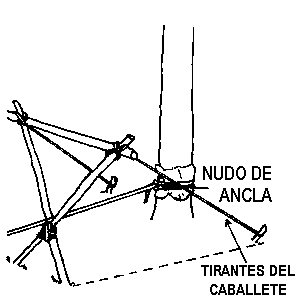 NUDO DE
ANCLA
TIRANTES DEL
CABALLETE